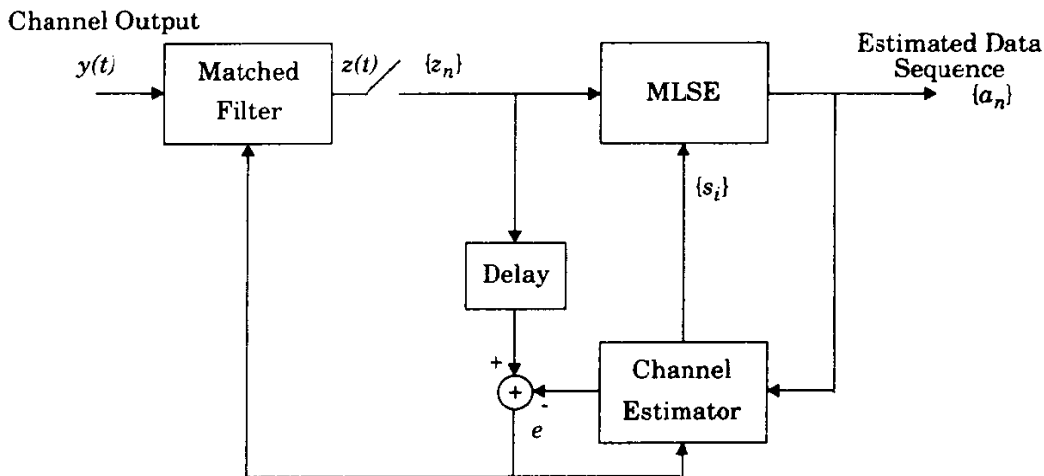 Channel Output
y(t)
Matched
Filter
z(t)
{z_n}
MLSE
Estimated Data
Sequence
{a_n}
{s_i}
Delay
+
+
-
e
Channel
Estimator